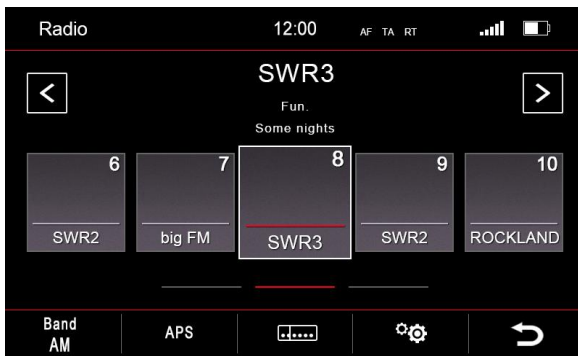 Radio 12:00 AF TA RT
SWR3
Fun.
Some nights
6 7 8 9 10
SWR2 big FM SWR3 SWR2 ROCKLAND
Band APS
AM